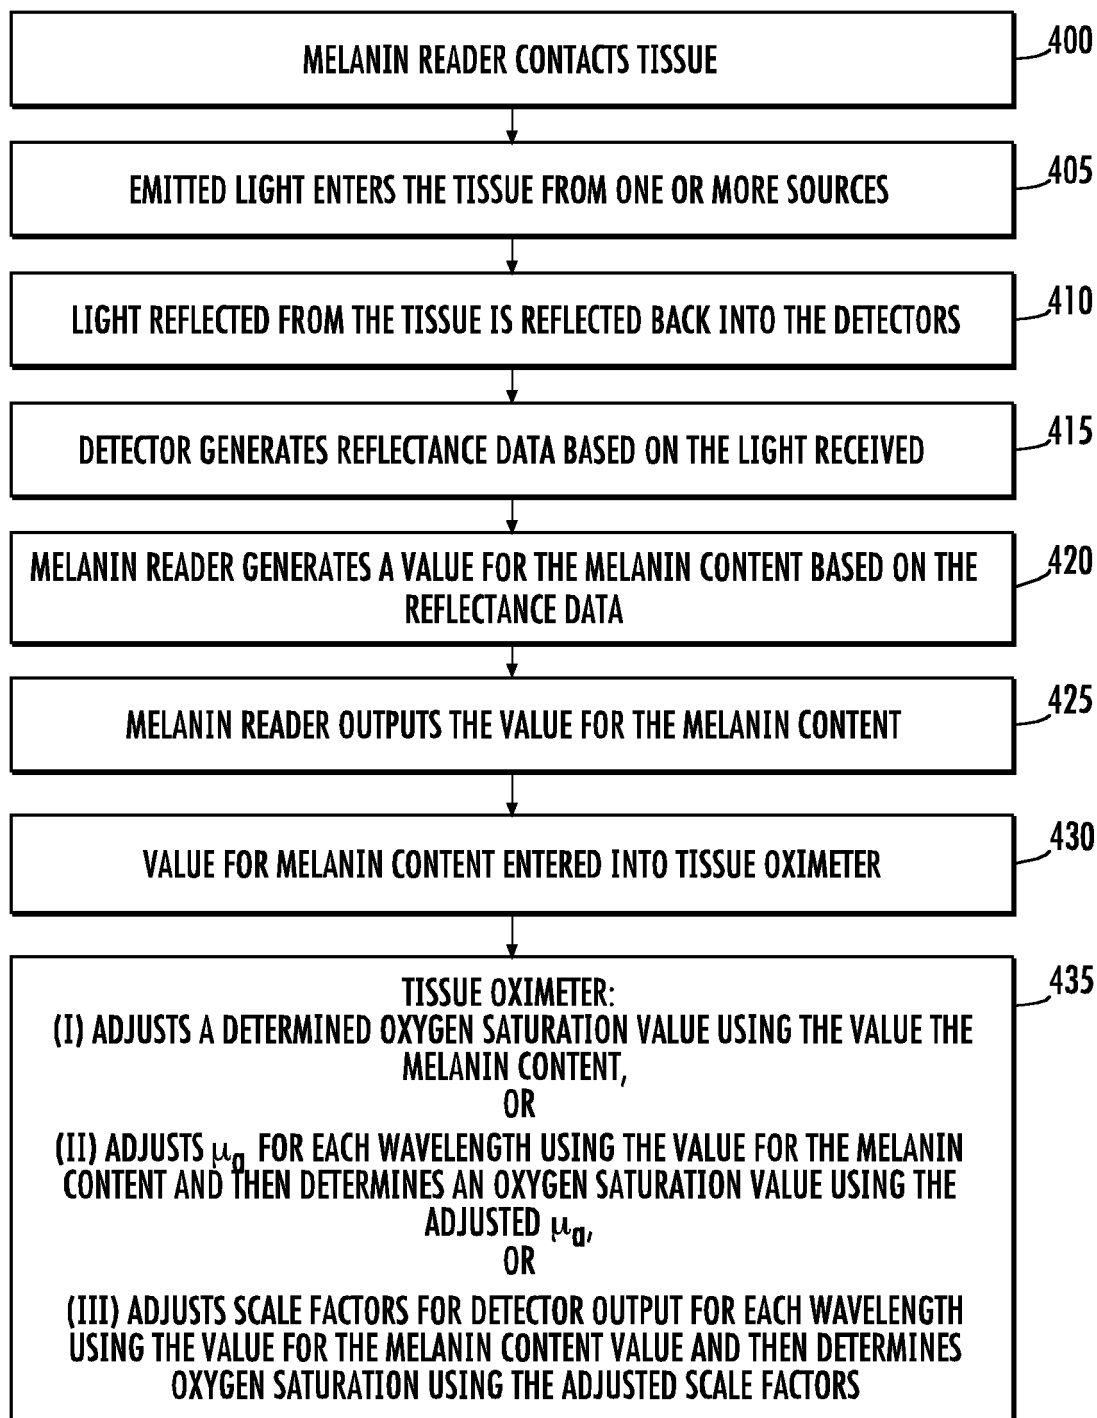 MELANIN READER CONTACTS TISSUE
400
EMITTED LIGHT ENTERS THE TISSUE FROM ONE OR MORE SOURCES
405
LIGHT REFLECTED FROM THE TISSUE IS REFLECTED BACK INTO THE DETECTORS
410
DETECTOR GENERATES REFLECTANCE DATA BASED ON THE LIGHT RECEIVED
415
MELANIN READER GENERATES A VALUE FOR THE MELANIN CONTENT BASED ON THE
REFLECTANCE DATA
420
MELANIN READER OUTPUTS THE VALUE FOR THE MELANIN CONTENT
425
VALUE FOR MELANIN CONTENT ENTERED INTO TISSUE OXIMETER
430
TISSUE OXIMETER:
(I) ADJUSTS A DETERMINED OXYGEN SATURATION VALUE USING THE VALUE THE
MELANIN CONTENT,
OR
(II) ADJUSTS μa FOR EACH WAVELENGTH USING THE VALUE FOR THE MELANIN
CONTENT AND THEN DETERMINES AN OXYGEN SATURATION VALUE USING THE
ADJUSTED μa,
OR
(III) ADJUSTS SCALE FACTORS FOR DETECTOR OUTPUT FOR EACH WAVELENGTH
USING THE VALUE FOR THE MELANIN CONTENT VALUE AND THEN DETERMINES
OXYGEN SATURATION USING THE ADJUSTED SCALE FACTORS
435